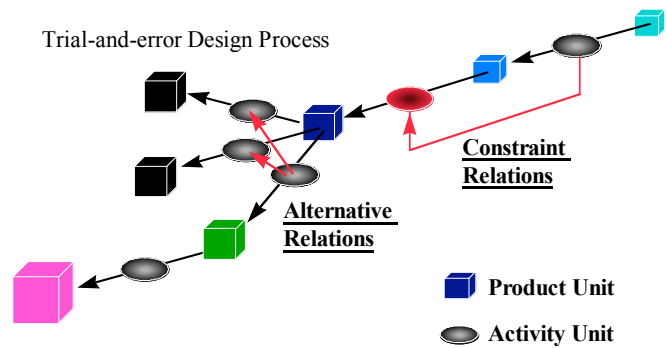 Trial-and-error Design Process
Constraint
Relations
Alternative
Relations
Product Unit
Activity Unit